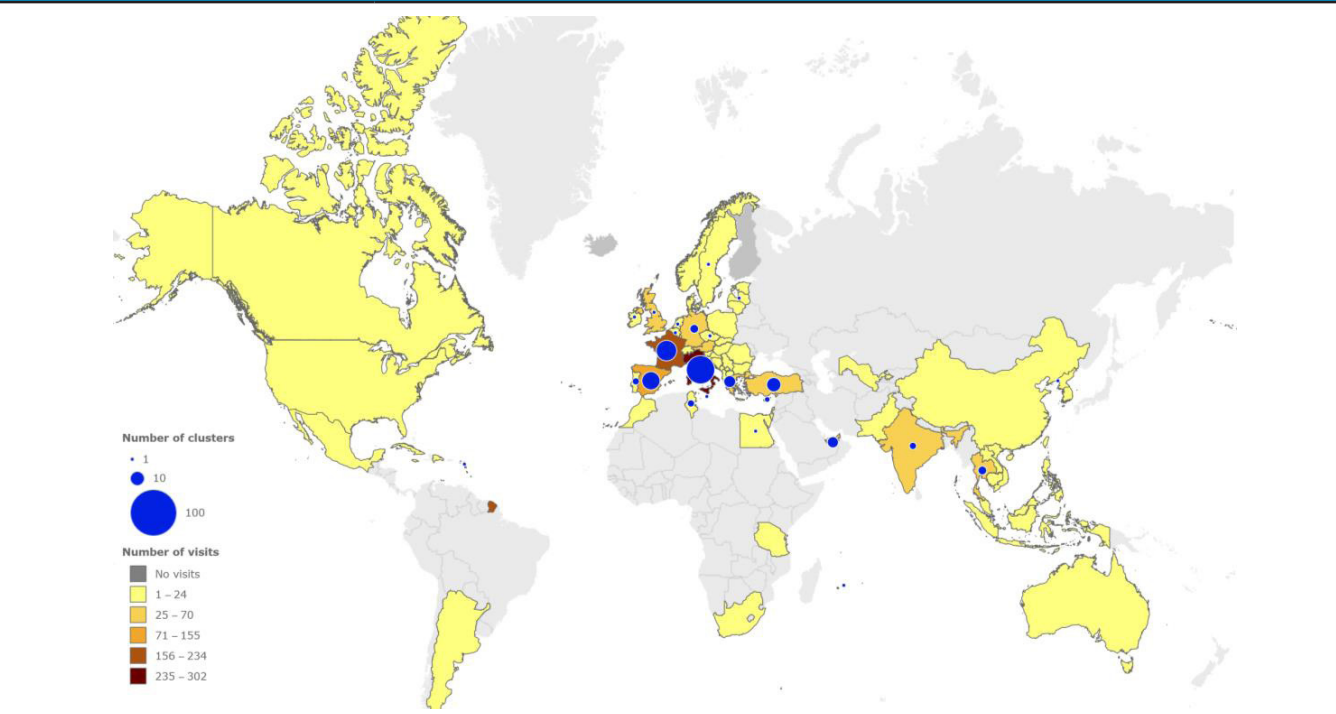 Number of clusters
1
10
100
Number of visits
No visits
1 – 24
25 – 70
71 – 155
156 – 234
235 – 302